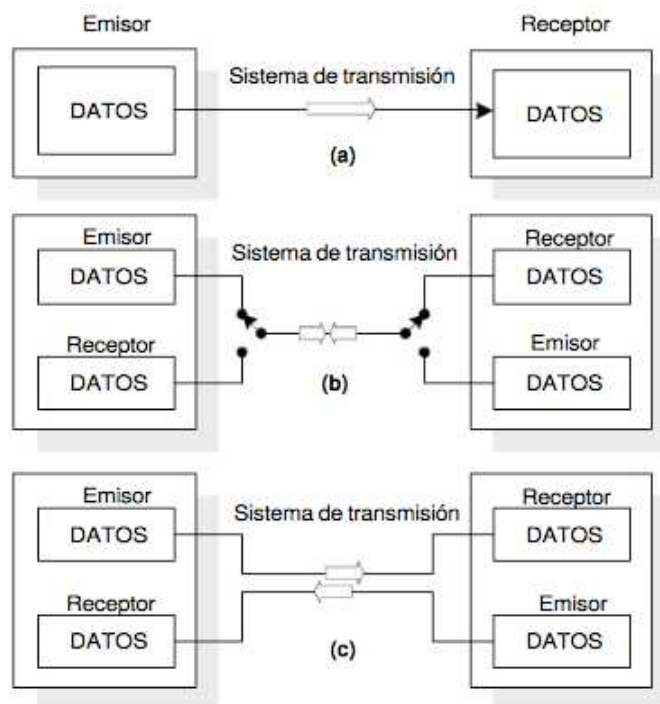 Emisor
Receptor
Sistema de transmisión
DATOS
DATOS
(a)
Emisor
Sistema de transmisión
Receptor
DATOS
DATOS
Receptor
Emisor
DATOS
(b)
DATOS
Emisor
Sistema de transmisión
Receptor
DATOS
DATOS
Receptor
Emisor
DATOS
(c)
DATOS